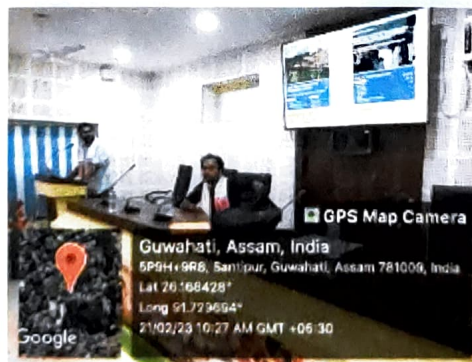 GPS Map Camera
Guwahati, Assam, India
5P9H+9R8, Santipur, Guwahati, Assam 781009, India
Lat 26.168428°
Long 91.729694°
21/02/23 10:27 AM GMT +05:30
Google